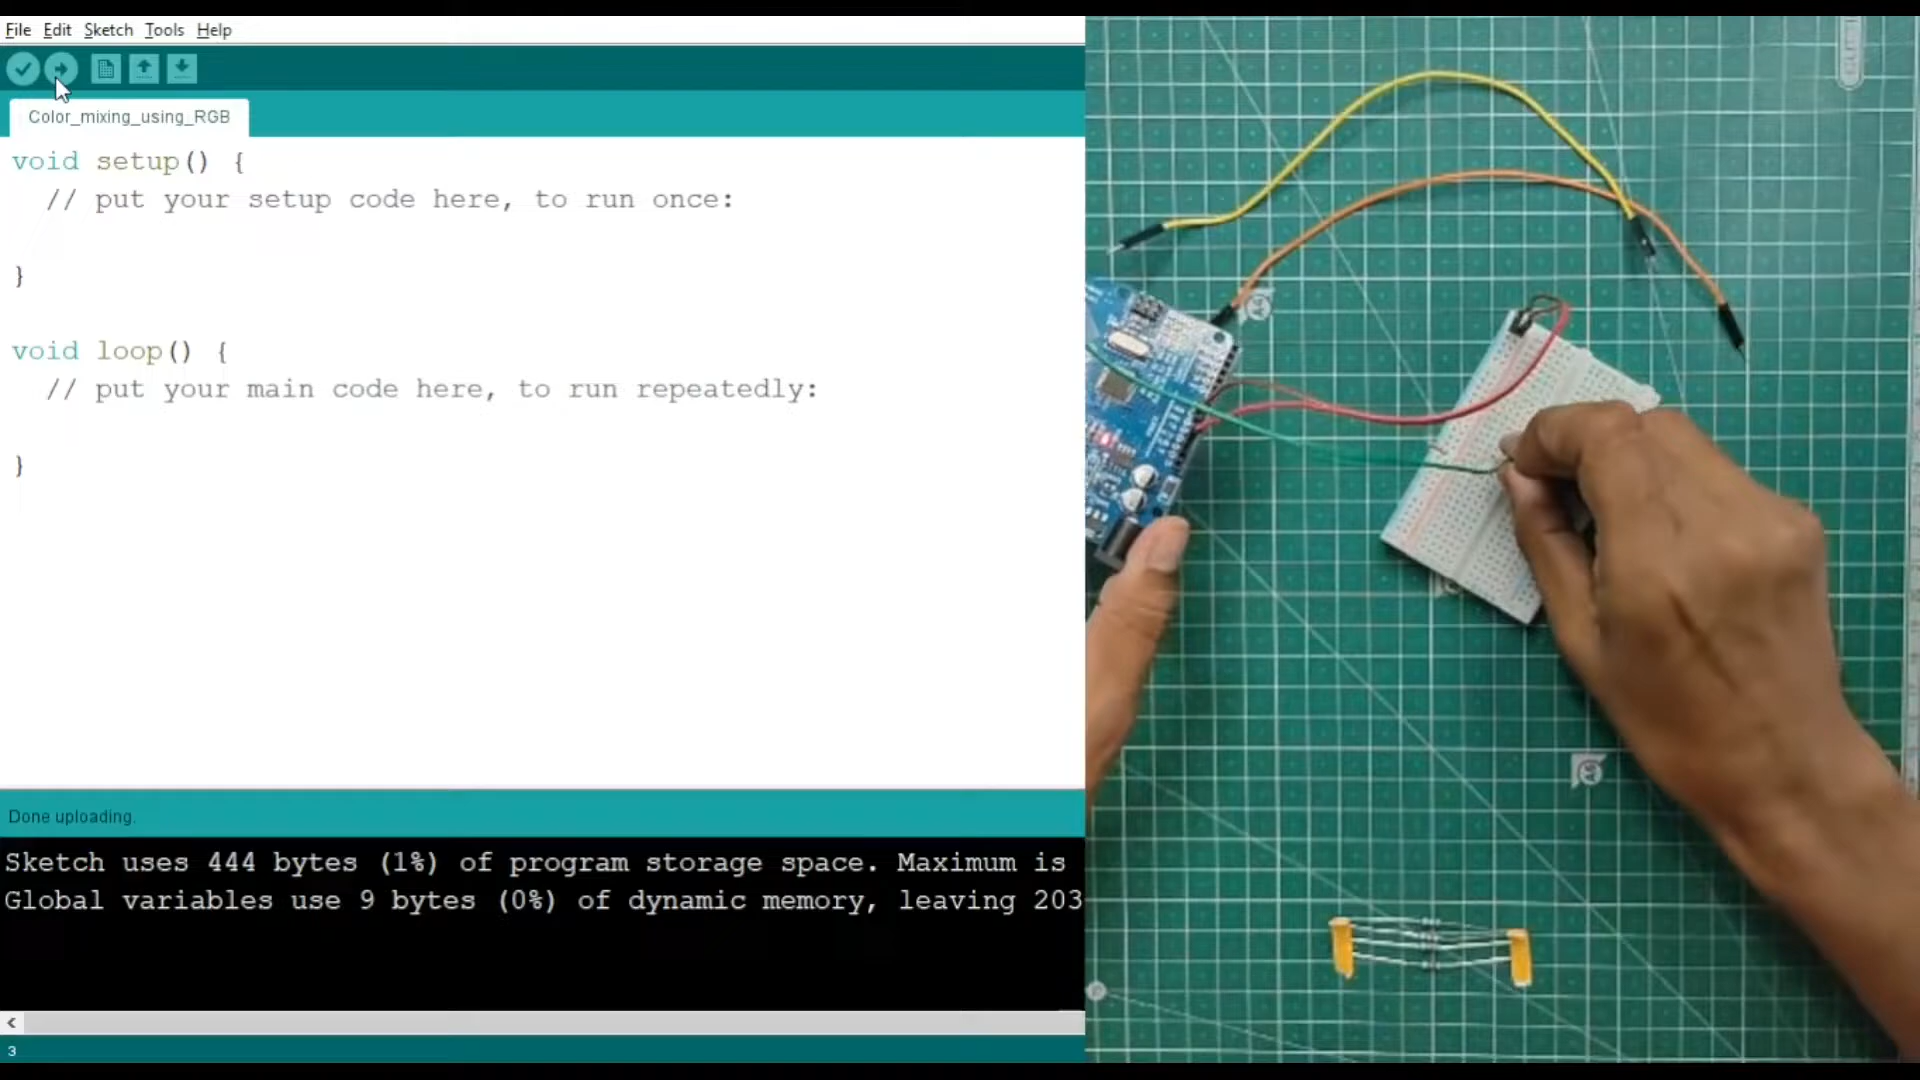 File Edit Sketch Tools Help
Color_mixing_using_RGB
void setup() {
// put your setup code here, to run once:
}
void loop() {
// put your main code here, to run repeatedly:
}
Done uploading.
Sketch uses 444 bytes (1%) of program storage space. Maximum is
Global variables use 9 bytes (0%) of dynamic memory, leaving 203
3